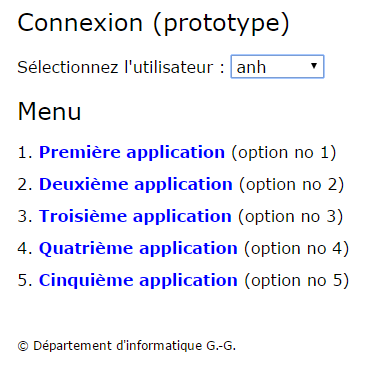 Connexion (prototype)
Sélectionnez l'utilisateur : anh
Menu
1. Première application (option no 1)
2. Deuxième application (option no 2)
3. Troisième application (option no 3)
4. Quatrième application (option no 4)
5. Cinquième application (option no 5)
© Département d'informatique G.-G.